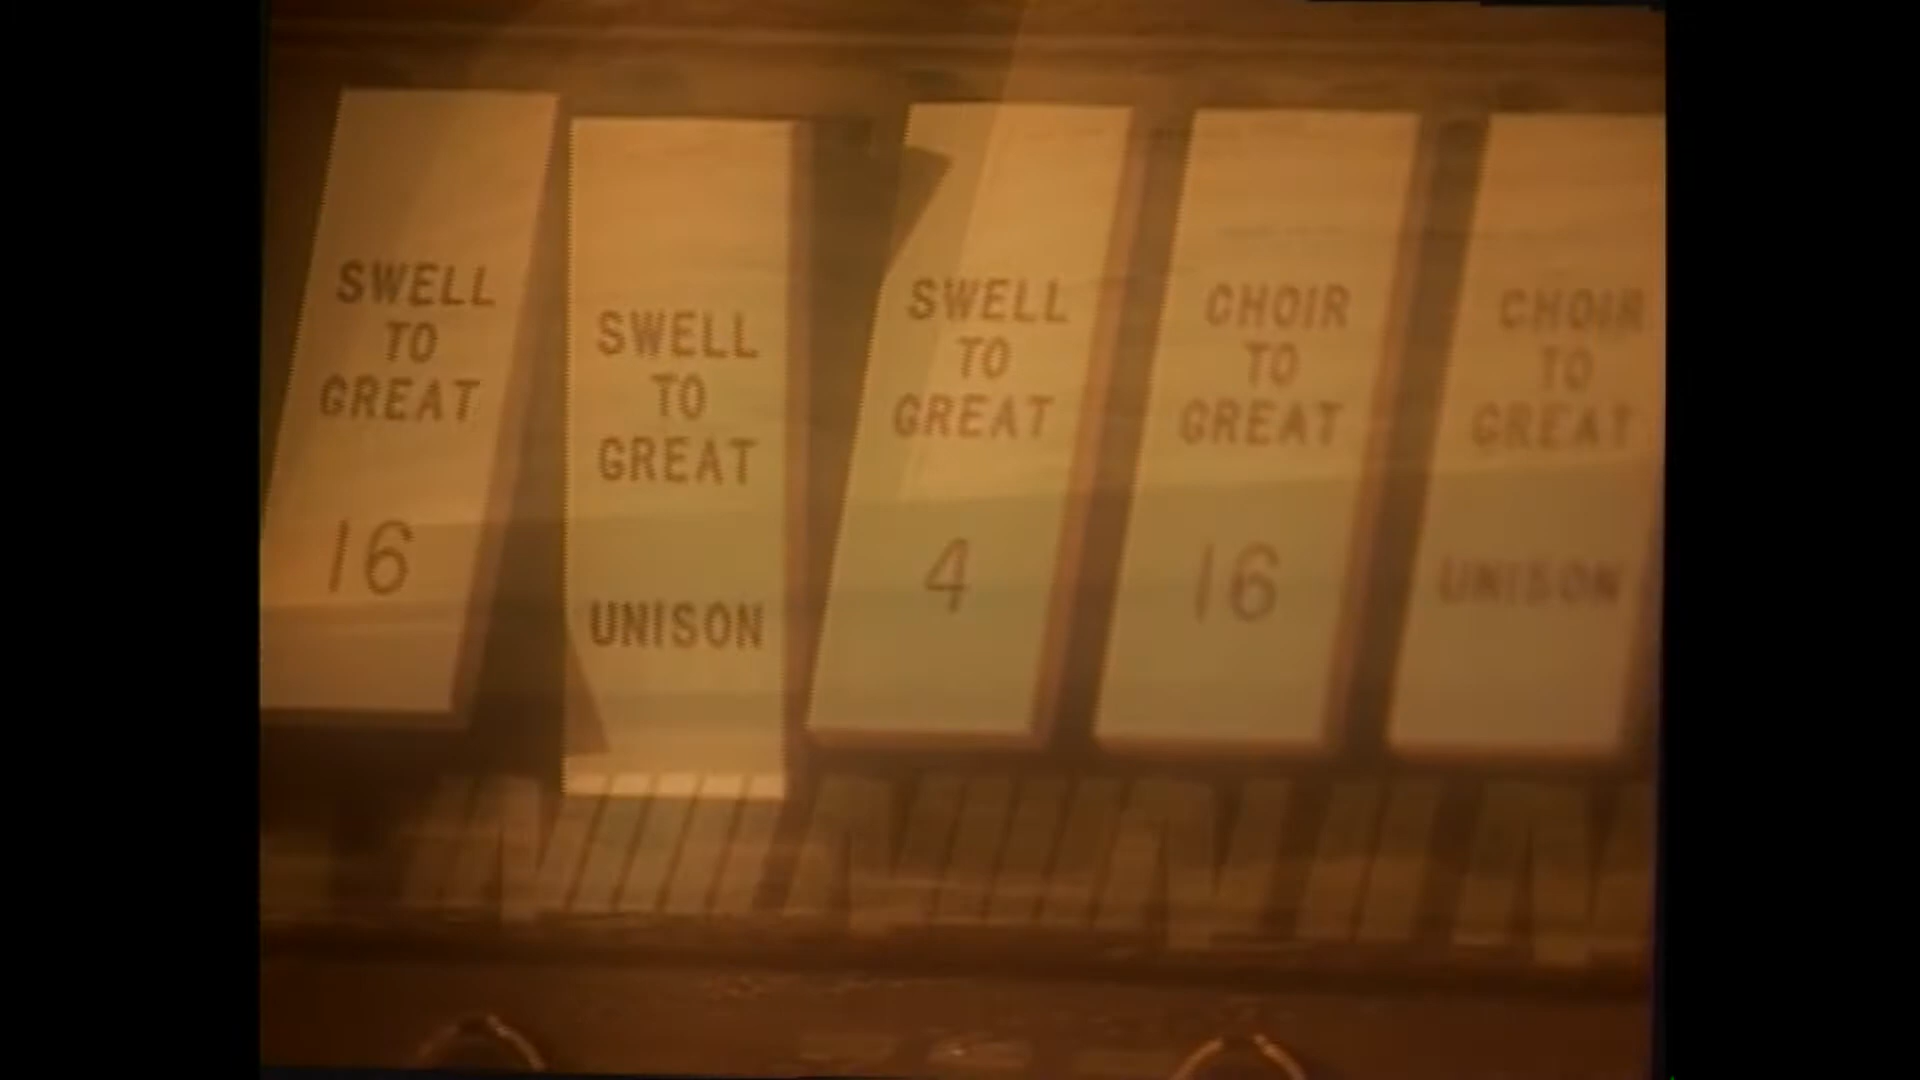 SWELL
TO
GREAT
16
SWELL
TO
GREAT
UNISON
SWELL
TO
GREAT
4
CHOIR
TO
GREAT
16
CHOIR
TO
GREAT
UNISON